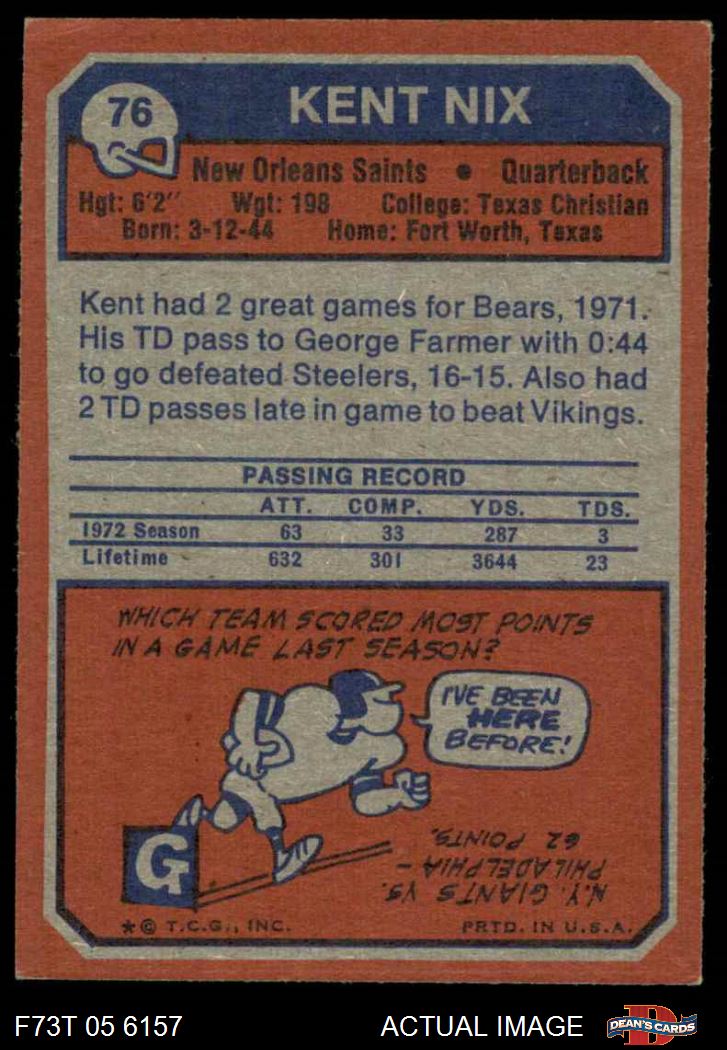 76
KENT NIX
New Orleans Saints • Quarterback
Hgt: 6'2" Wgt: 198 College: Texas Christian
Born: 3-12-44 Home: Fort Worth, Texas
Kent had 2 great games for Bears, 1971.
His TD pass to George Farmer with 0:44
to go defeated Steelers, 16-15. Also had
2 TD passes late in game to beat Vikings.
PASSING RECORD
ATT. COMP. YDS. TDS.
1972 Season 63 33 287 3
Lifetime 632 301 3644 23
WHICH TEAM SCORED MOST POINTS
IN A GAME LAST SEASON?
I'VE BEEN
HERE
BEFORE!
G
N.Y. GIANTS VS.
PHILADELPHIA –
62 POINTS.
*© T.C.G., INC. PRTD. IN U.S.A.
F73T 05 6157 ACTUAL IMAGE
D
DEAN'S CARDS